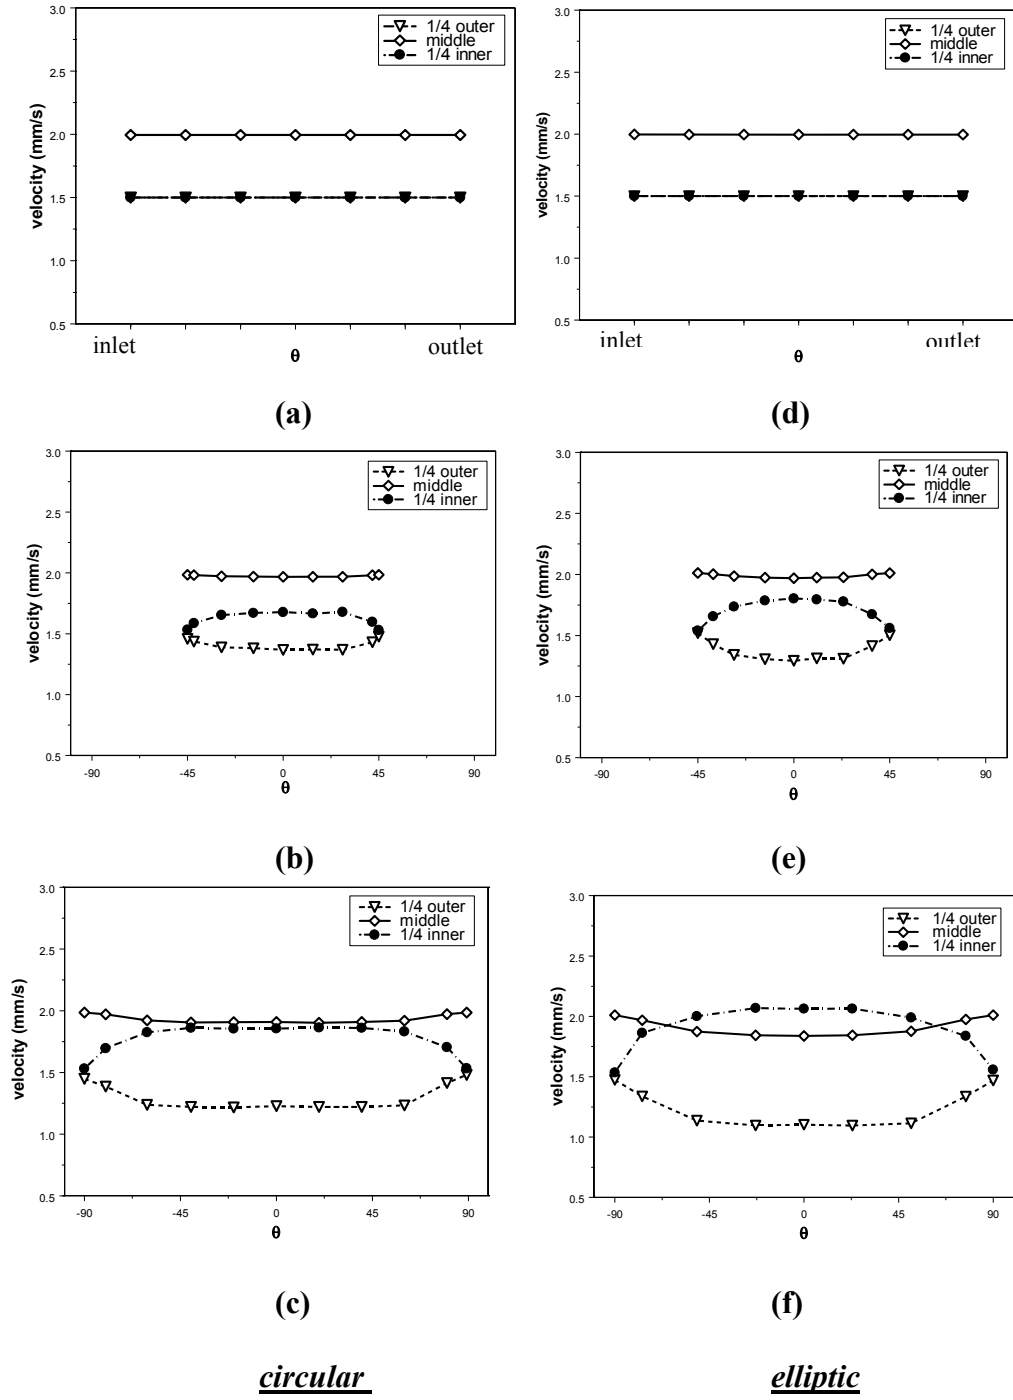 1/4 outer
middle
1/4 inner
velocity (mm/s)
3.0
2.5
2.0
1.5
1.0
0.5
inlet
outlet
θ
(a)
1/4 outer
middle
1/4 inner
velocity (mm/s)
3.0
2.5
2.0
1.5
1.0
0.5
inlet
outlet
θ
(d)
1/4 outer
middle
1/4 inner
velocity (mm/s)
3.0
2.5
2.0
1.5
1.0
0.5
-90 -45 0 45 90
θ
(b)
1/4 outer
middle
1/4 inner
velocity (mm/s)
3.0
2.5
2.0
1.5
1.0
0.5
-90 -45 0 45 90
θ
(e)
1/4 outer
middle
1/4 inner
velocity (mm/s)
3.0
2.5
2.0
1.5
1.0
0.5
-90 -45 0 45 90
θ
(c)
1/4 outer
middle
1/4 inner
velocity (mm/s)
3.0
2.5
2.0
1.5
1.0
0.5
-90 -45 0 45 90
θ
(f)
circular
elliptic